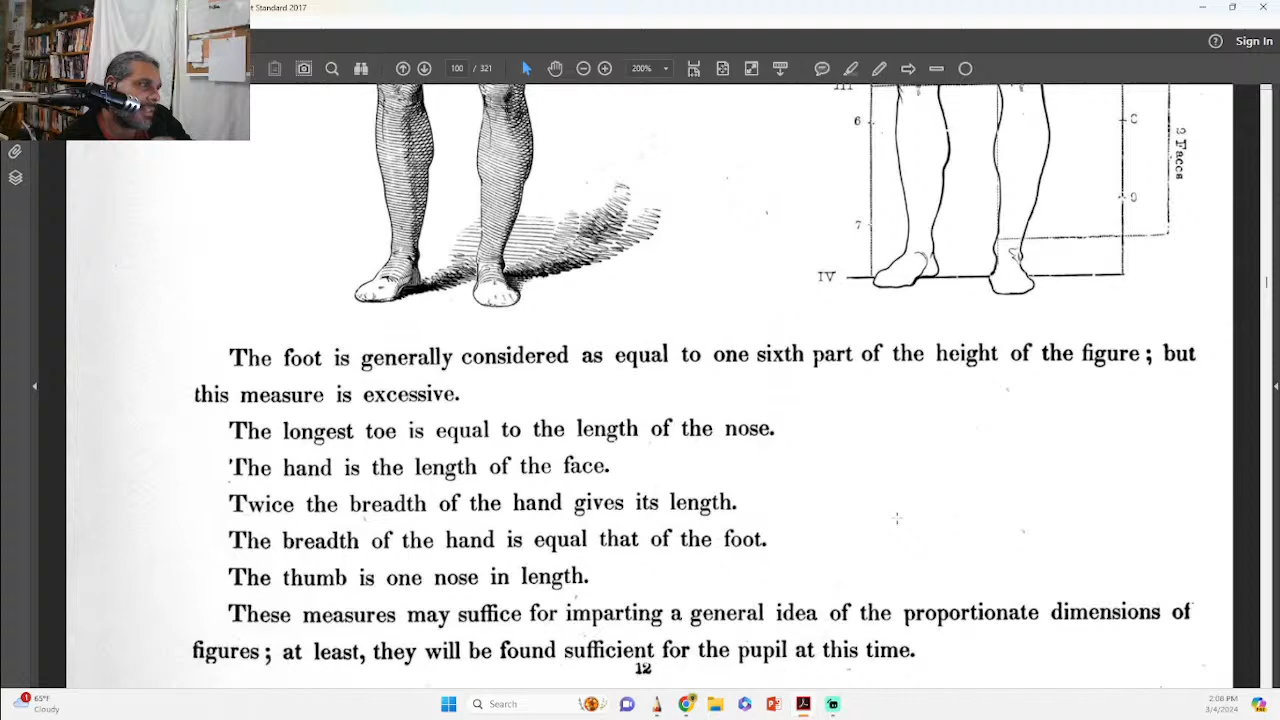 t Standard 2017
Sign In
100 / 321
200%
III
6
C
2 Faces
9
7
IV
The foot is generally considered as equal to one sixth part of the height of the figure; but
this measure is excessive.
The longest toe is equal to the length of the nose.
The hand is the length of the face.
Twice the breadth of the hand gives its length.
The breadth of the hand is equal that of the foot.
The thumb is one nose in length.
These measures may suffice for imparting a general idea of the proportionate dimensions of
figures; at least, they will be found sufficient for the pupil at this time.
12
1
65°F
Cloudy
Search
2:08 PM
3/4/2024